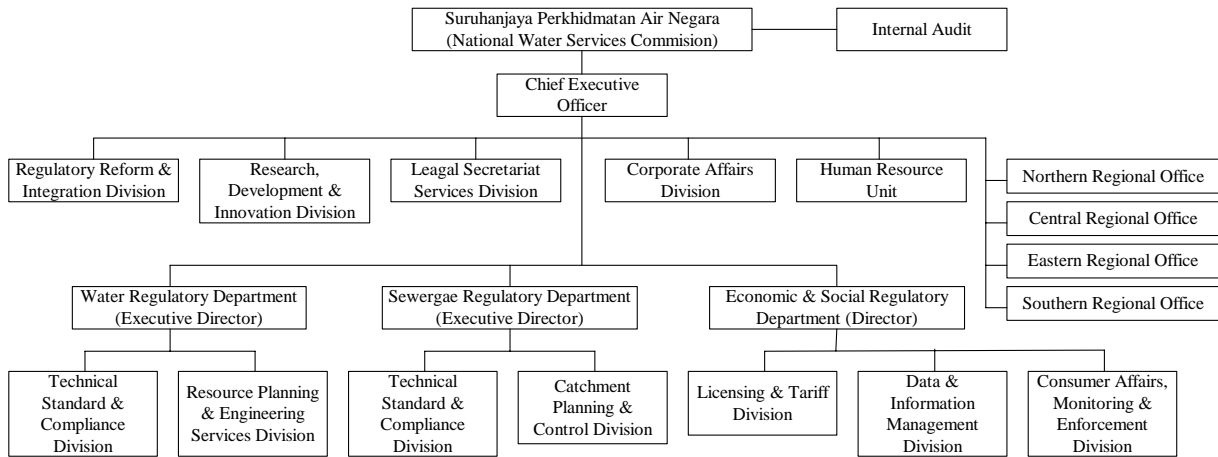 Suruhanjaya Perkhidmatan Air Negara
(National Water Services Commision)
Internal Audit
Chief Executive
Officer
Regulatory Reform &
Integration Division
Research,
Development &
Innovation Division
Leagal Secretariat
Services Division
Corporate Affairs
Division
Human Resource
Unit
Northern Regional Office
Central Regional Office
Eastern Regional Office
Southern Regional Office
Water Regulatory Department
(Executive Director)
Sewergae Regulatory Department
(Executive Director)
Economic & Social Regulatory
Department (Director)
Technical
Standard &
Compliance
Division
Resource Planning
& Engineering
Services Division
Technical
Standard &
Compliance
Division
Catchment
Planning &
Control Division
Licensing & Tariff
Division
Data &
Information
Management
Division
Consumer Affairs,
Monitoring &
Enforcement
Division